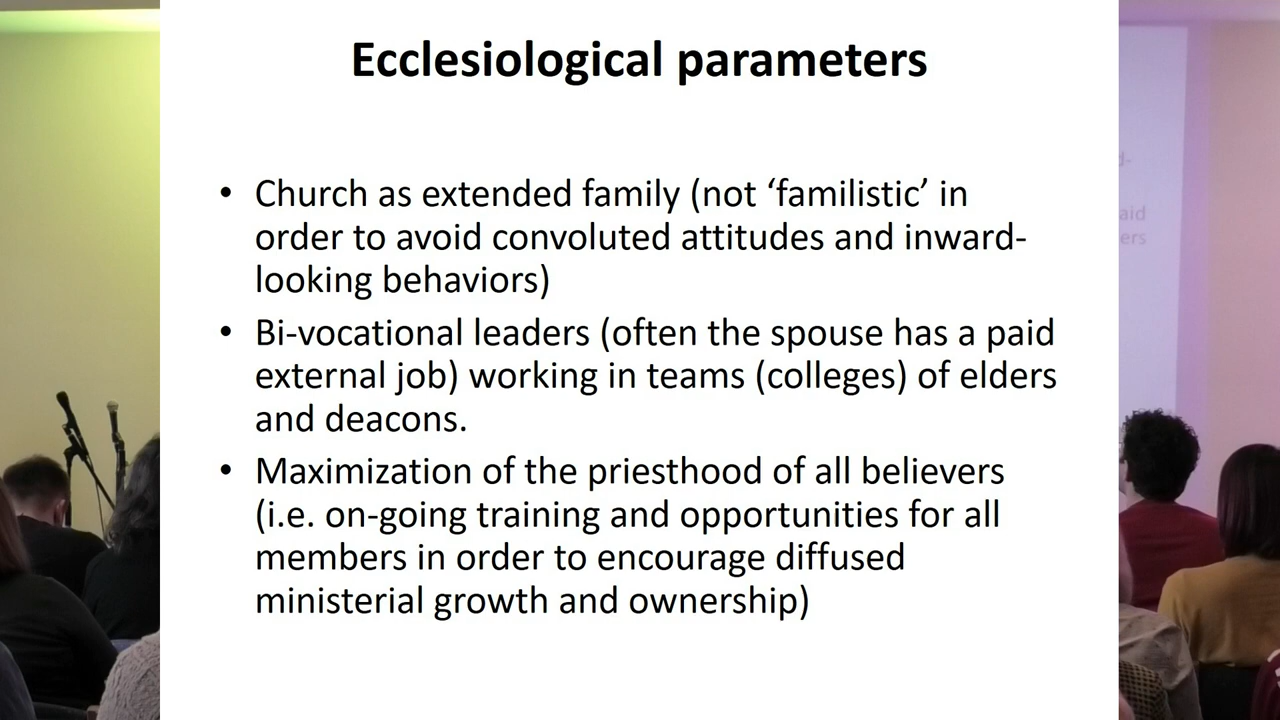 Ecclesiological parameters
• Church as extended family (not ‘familistic’ in
order to avoid convoluted attitudes and inward-
looking behaviors)
• Bi-vocational leaders (often the spouse has a paid
external job) working in teams (colleges) of elders
and deacons.
• Maximization of the priesthood of all believers
(i.e. on-going training and opportunities for all
members in order to encourage diffused
ministerial growth and ownership)
d-
aid
ers